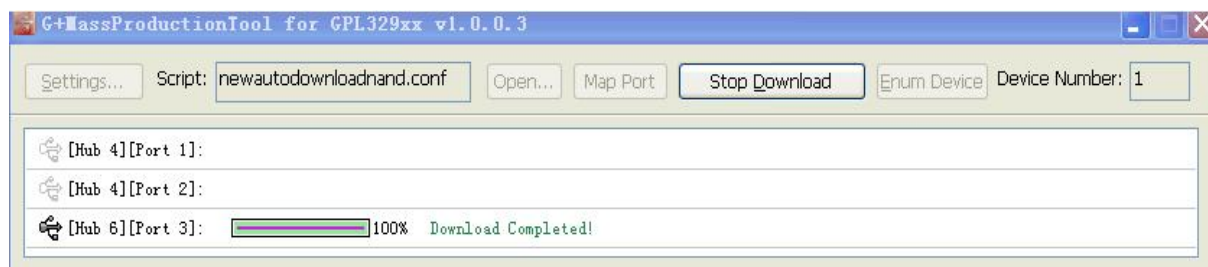 G+MassProductionTool for GPL329xx v1.0.0.3
Settings... Script: newautodownloadnand.conf Open... Map Port Stop Download Enum Device Device Number: 1
[Hub 4][Port 1]:
[Hub 4][Port 2]:
[Hub 6][Port 3]: 100% Download Completed!